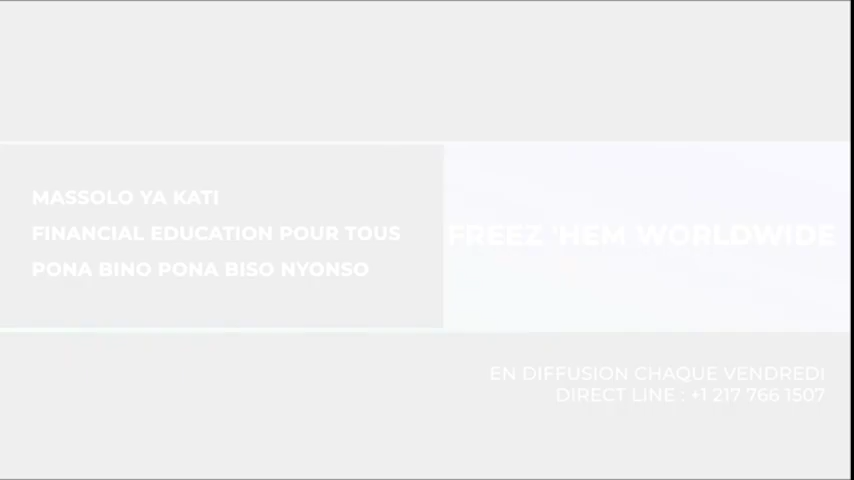 MASSOLO YA KATI
FINANCIAL EDUCATION POUR TOUS
PONA BINO PONA BISO NYONSO
FREEZ 'HEM WORLDWIDE
EN DIFFUSION CHAQUE VENDREDI
DIRECT LINE : +1 217 766 1507